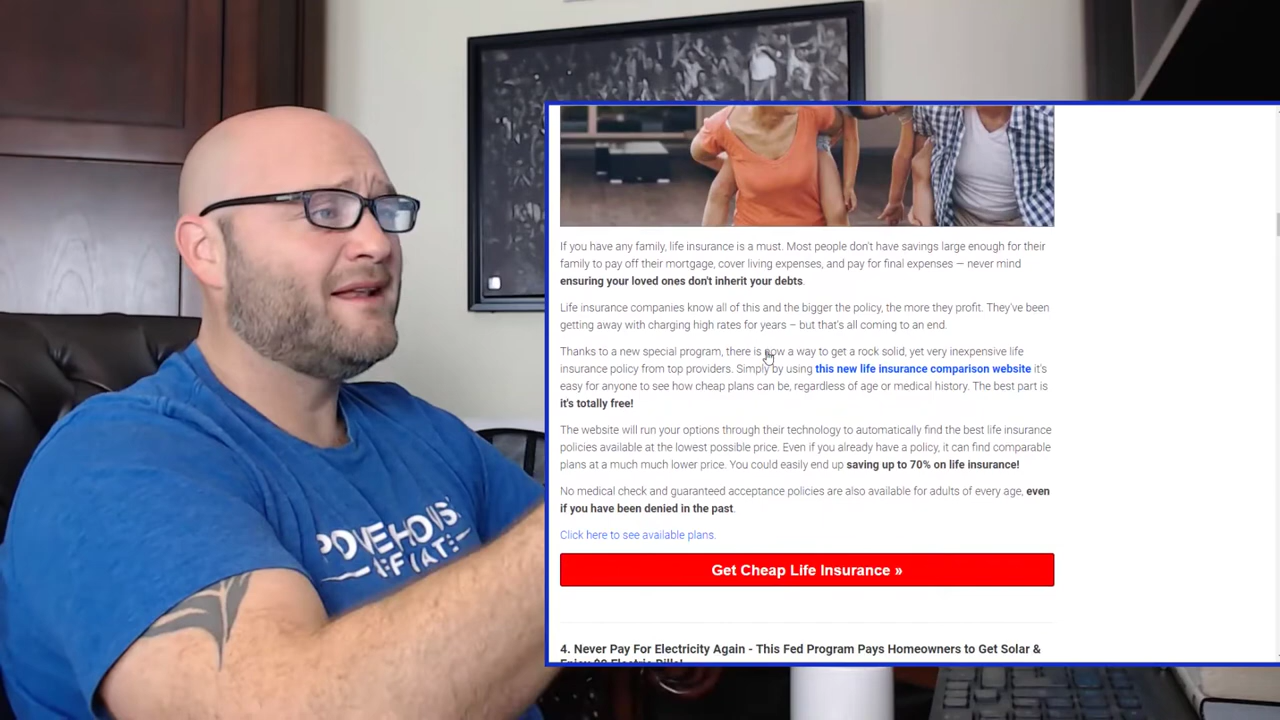 If you have any family, life insurance is a must. Most people don't have savings large enough for their
family to pay off their mortgage, cover living expenses, and pay for final expenses — never mind
ensuring your loved ones don't inherit your debts.
Life insurance companies know all of this and the bigger the policy, the more they profit. They've been
getting away with charging high rates for years – but that's all coming to an end.
Thanks to a new special program, there is now a way to get a rock solid, yet very inexpensive life
insurance policy from top providers. Simply by using this new life insurance comparison website it's
easy for anyone to see how cheap plans can be, regardless of age or medical history. The best part is
it's totally free!
The website will run your options through their technology to automatically find the best life insurance
policies available at the lowest possible price. Even if you already have a policy, it can find comparable
plans at a much much lower price. You could easily end up saving up to 70% on life insurance!
No medical check and guaranteed acceptance policies are also available for adults of every age, even
if you have been denied in the past.
Click here to see available plans.
Get Cheap Life Insurance »
4. Never Pay For Electricity Again - This Fed Program Pays Homeowners to Get Solar &
Enjoy $0 Electric Bills!